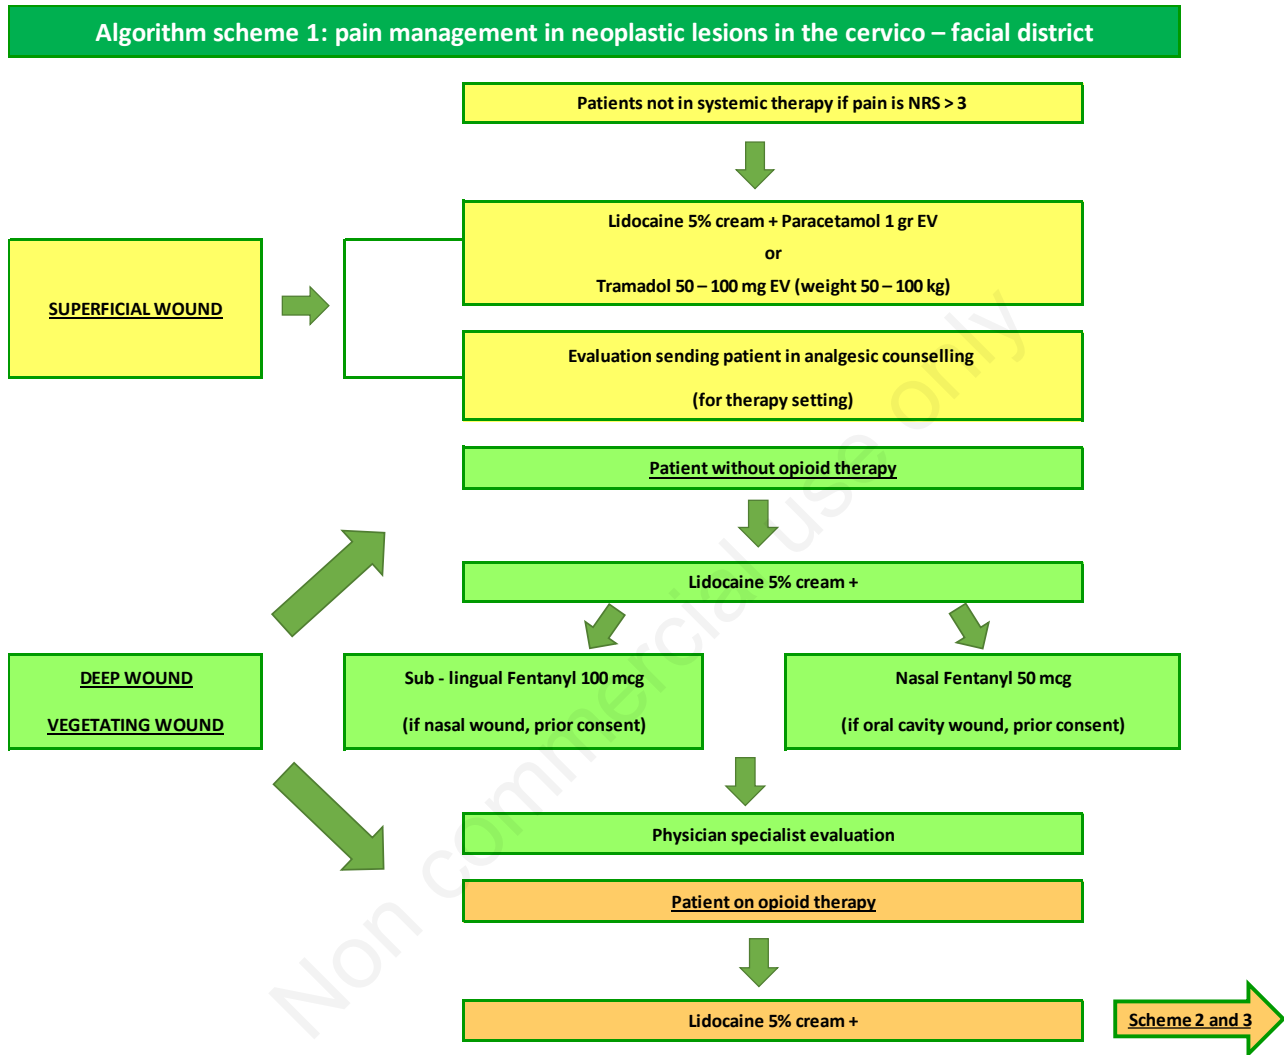 Algorithm scheme 1: pain management in neoplastic lesions in the cervico – facial district
Patients not in systemic therapy if pain is NRS > 3
Lidocaine 5% cream + Paracetamol 1 gr EV
or
Tramadol 50 – 100 mg EV (weight 50 – 100 kg)
SUPERFICIAL WOUND
Evaluation sending patient in analgesic counselling
(for therapy setting)
Patient without opioid therapy
Lidocaine 5% cream +
DEEP WOUND
VEGETATING WOUND
Sub - lingual Fentanyl 100 mcg
(if nasal wound, prior consent)
Nasal Fentanyl 50 mcg
(if oral cavity wound, prior consent)
Physician specialist evaluation
Patient on opioid therapy
Lidocaine 5% cream +
Scheme 2 and 3
Non commercial use only